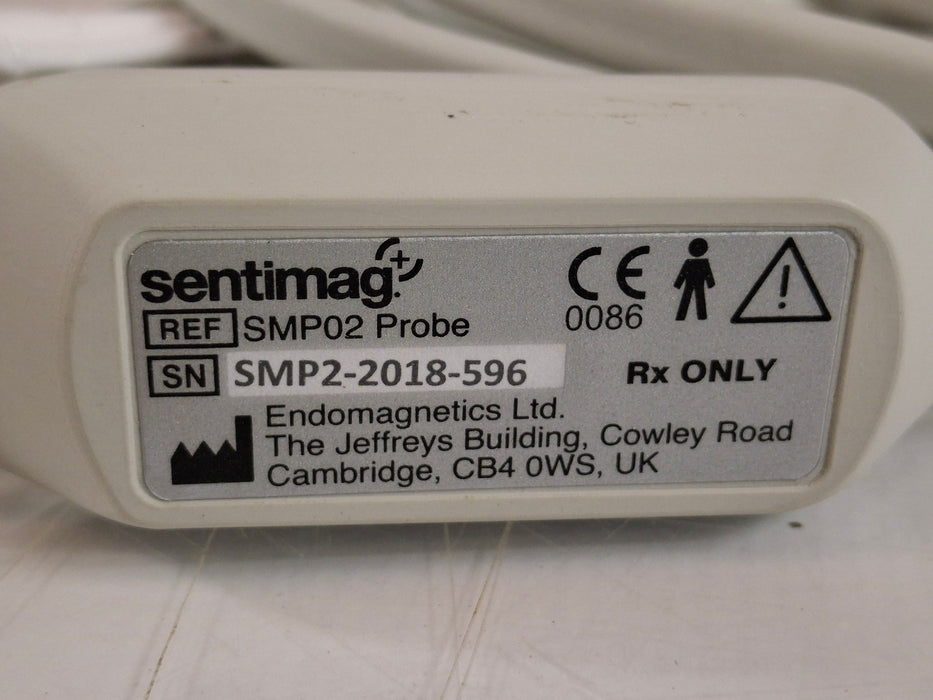 sentimag
REF SMP02 Probe
SN SMP2-2018-596
CE
0086
Rx ONLY
Endomagnetics Ltd.
The Jeffreys Building, Cowley Road
Cambridge, CB4 0WS, UK